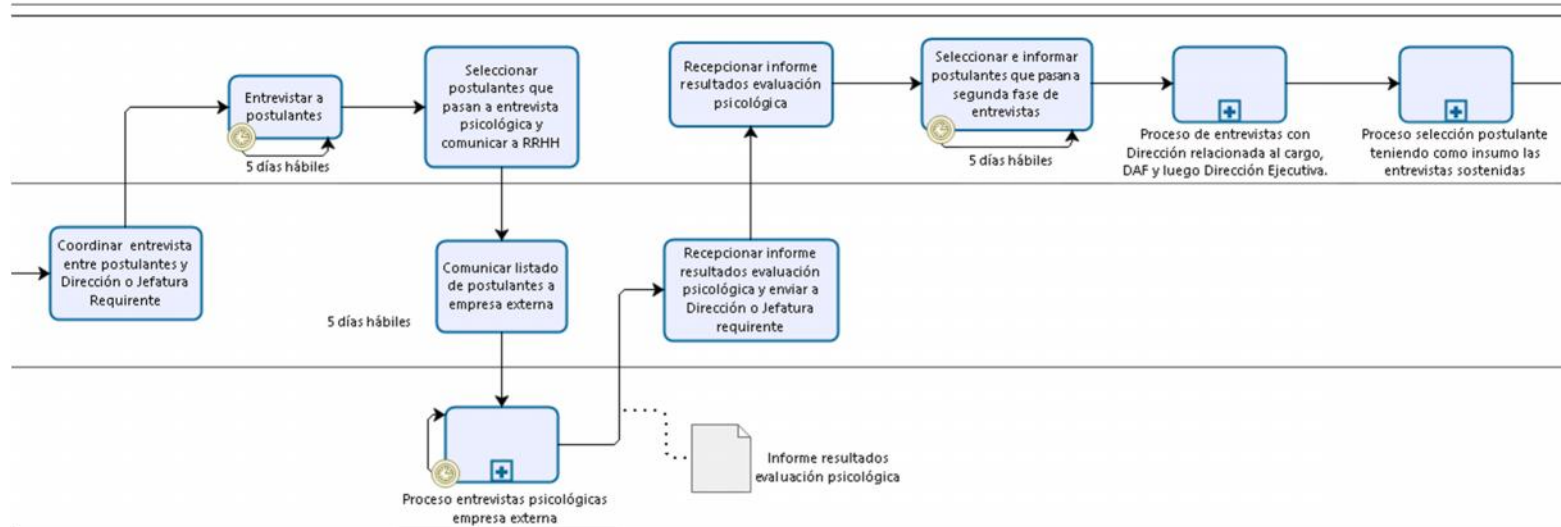 Entrevistar a
postulantes
5 días hábiles
Seleccionar
postulantes que
pasan a entrevista
psicológica y
comunicar a RRHH
Recepcionar informe
resultados evaluación
psicológica
Seleccionar e informar
postulantes que pasan a
segunda fase de
entrevistas
5 días hábiles
Proceso de entrevistas con
Dirección relacionada al cargo,
DAF y luego Dirección Ejecutiva.
Proceso selección postulante
teniendo como insumo las
entrevistas sostenidas
Coordinar entrevista
entre postulantes y
Dirección o Jefatura
Requirente
Comunicar listado
de postulantes a
empresa externa
5 días hábiles
Recepcionar informe
resultados evaluación
psicológica y enviar a
Dirección o Jefatura
requirente
Proceso entrevistas psicológicas
empresa externa
Informe resultados
evaluación psicológica